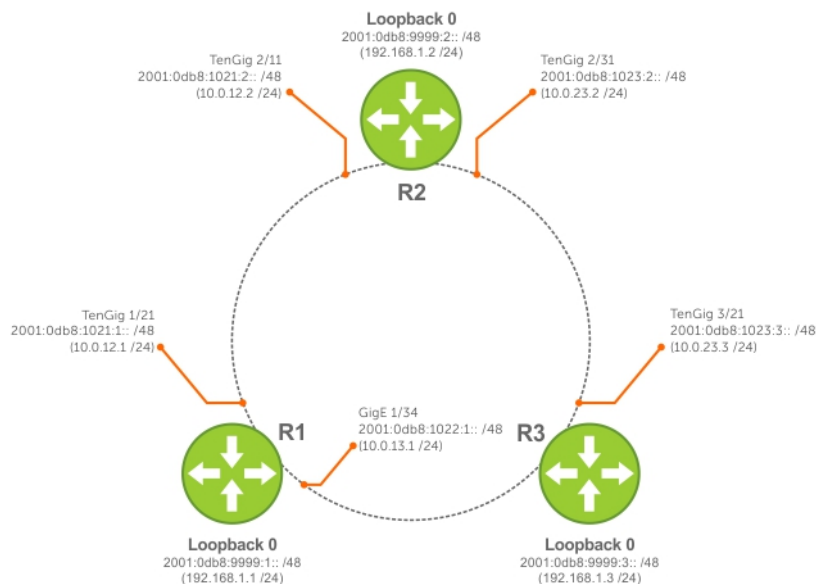 Loopback 0
2001:0db8:9999:2:: /48
(192.168.1.2 /24)
TenGig 2/11
2001:0db8:1021:2:: /48
(10.0.12.2 /24)
TenGig 2/31
2001:0db8:1023:2:: /48
(10.0.23.2 /24)
R2
TenGig 1/21
2001:0db8:1021:1:: /48
(10.0.12.1 /24)
TenGig 3/21
2001:0db8:1023:3:: /48
(10.0.23.3 /24)
R1
GigE 1/34
2001:0db8:1022:1:: /48
(10.0.13.1 /24)
R3
Loopback 0
2001:0db8:9999:1:: /48
(192.168.1.1 /24)
Loopback 0
2001:0db8:9999:3:: /48
(192.168.1.3 /24)